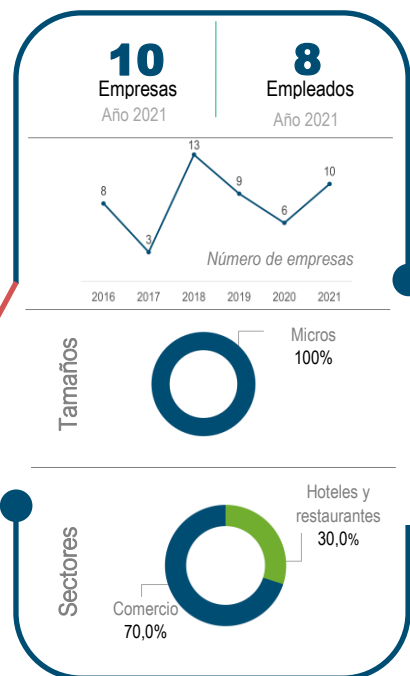 10
Empresas
Año 2021
8
Empleados
Año 2021
8
3
13
9
6
10
Número de empresas
2016 2017 2018 2019 2020 2021
Tamaños
Micros
100%
Sectores
Hoteles y
restaurantes
30,0%
Comercio
70,0%